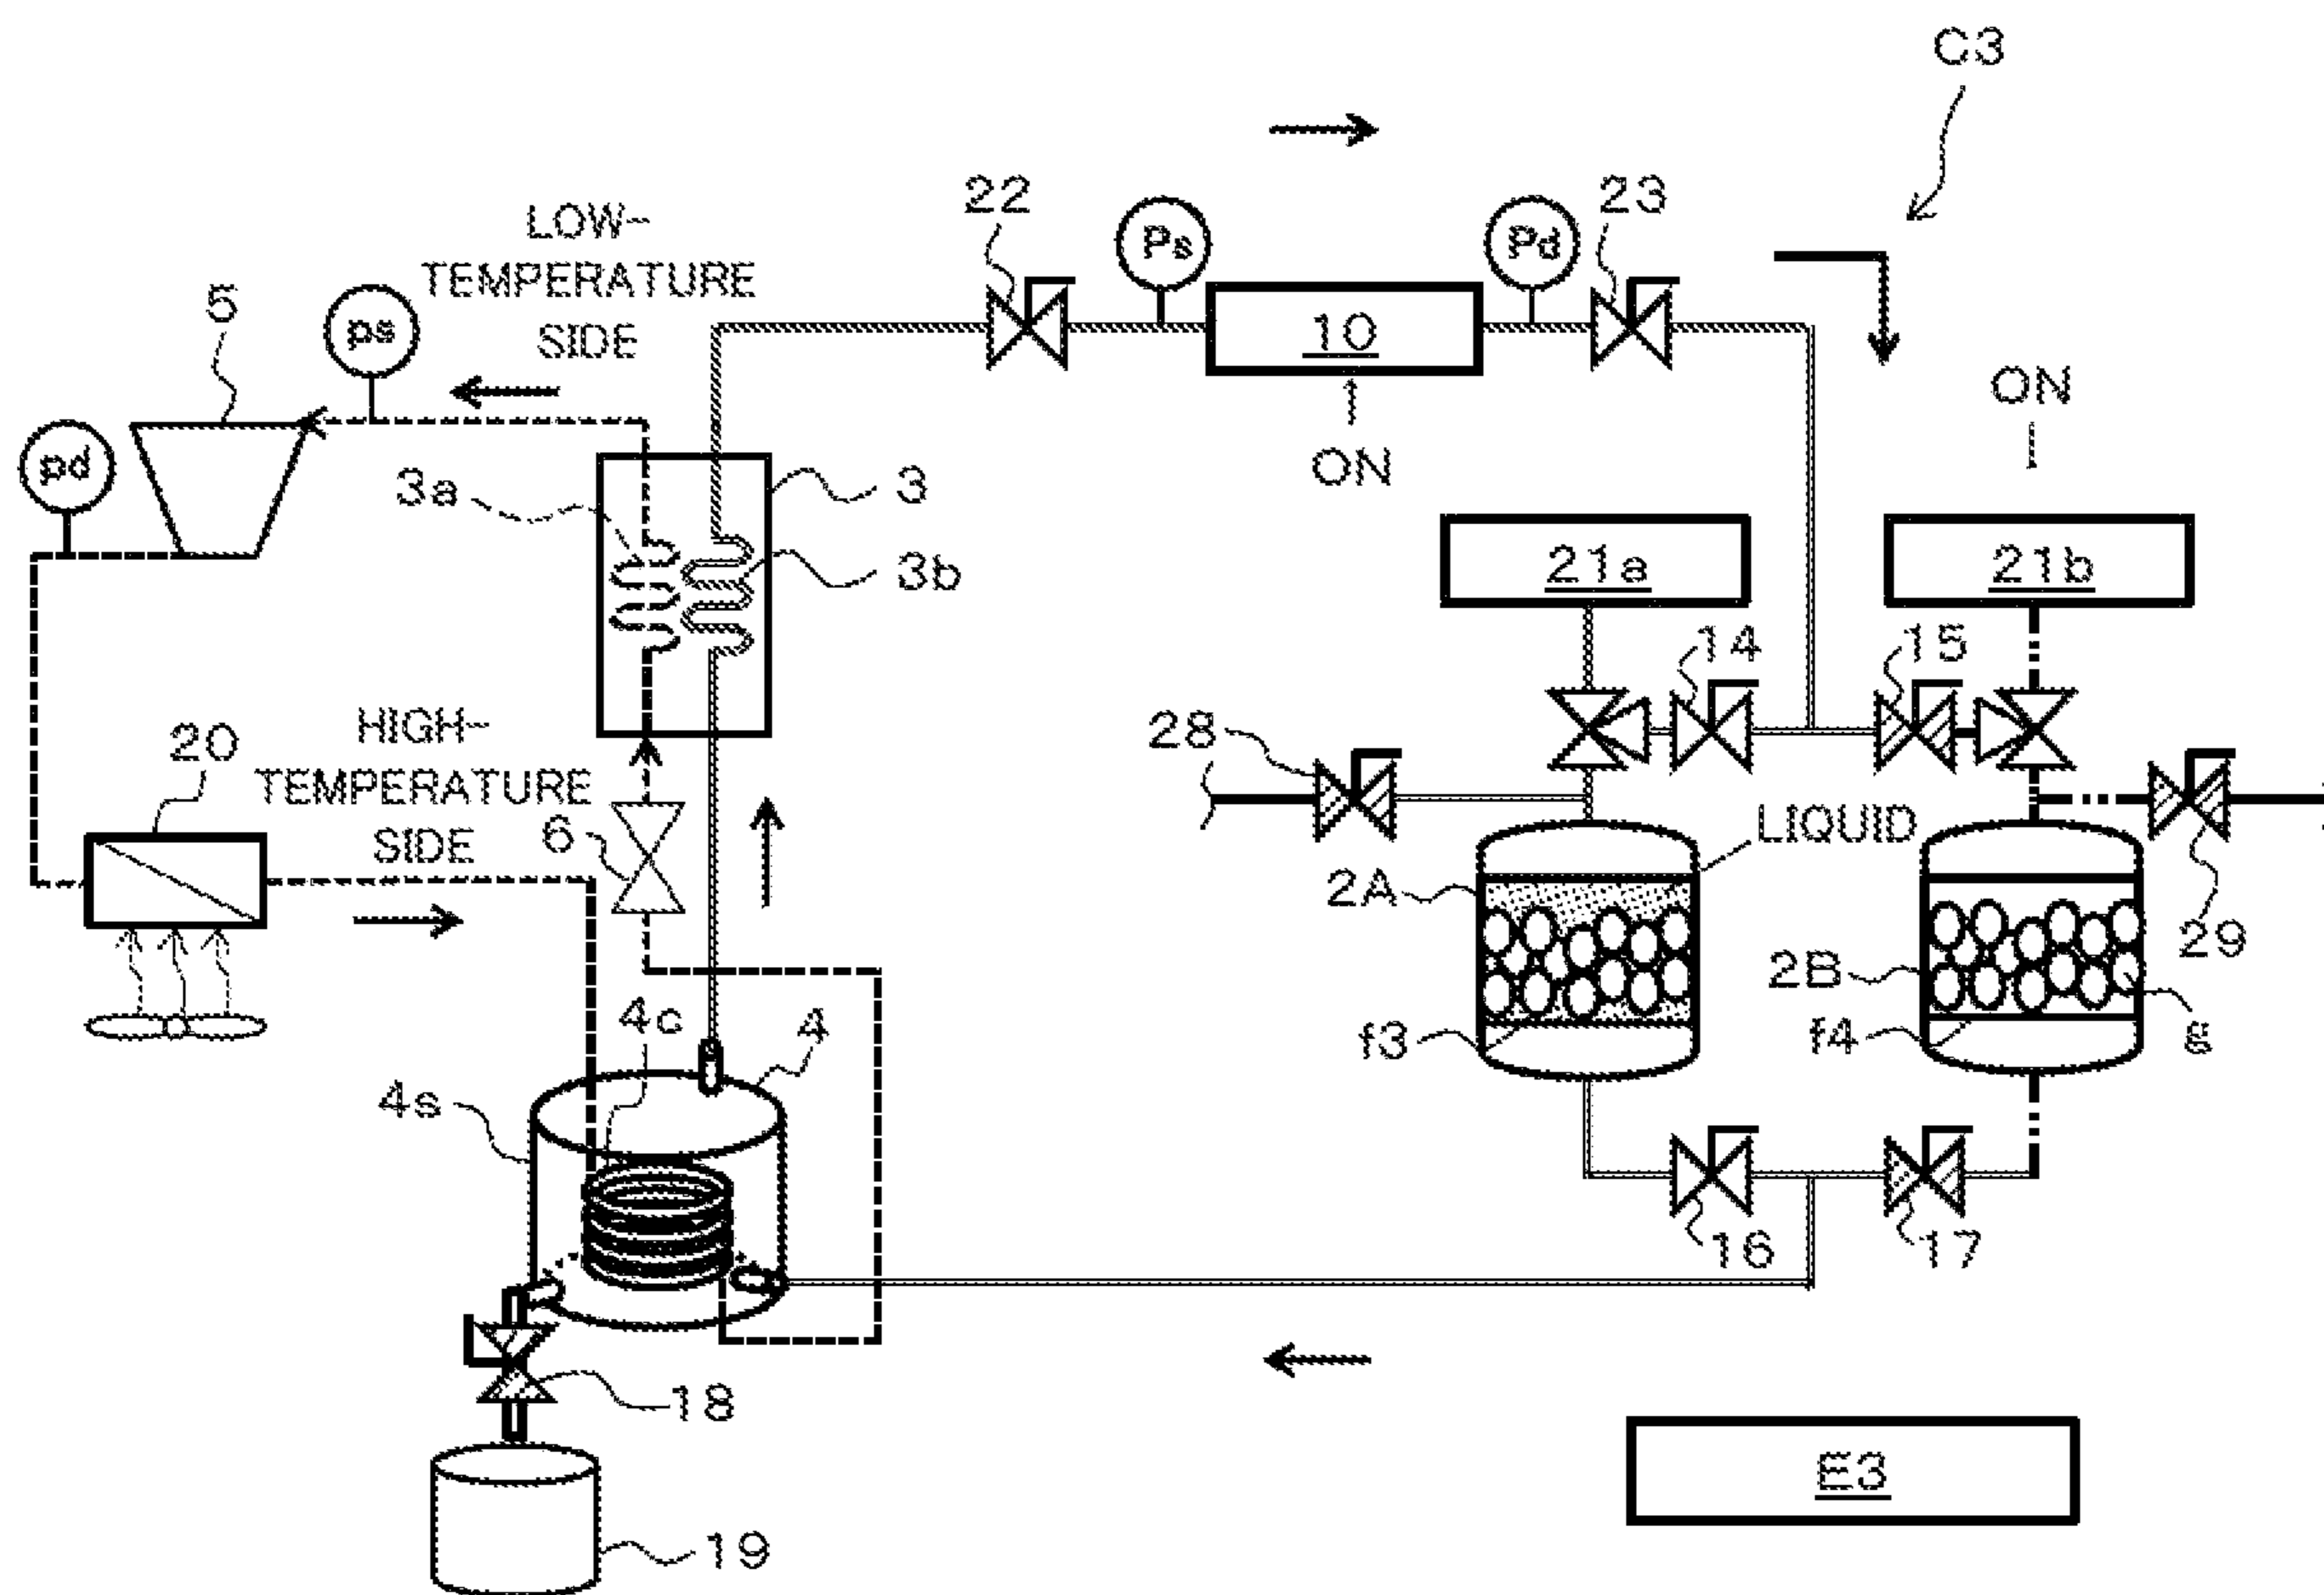 C3
22
Ps
Pd
23
LOW-
TEMPERATURE
SIDE
5
ps
10
ON
ON
pd
3a
3
3b
21a
21b
14
15
20
HIGH-
TEMPERATURE
SIDE
6
28
LIQUID
2A
2B
29
f3
f4
g
4c
4
4s
16
17
18
E3
19